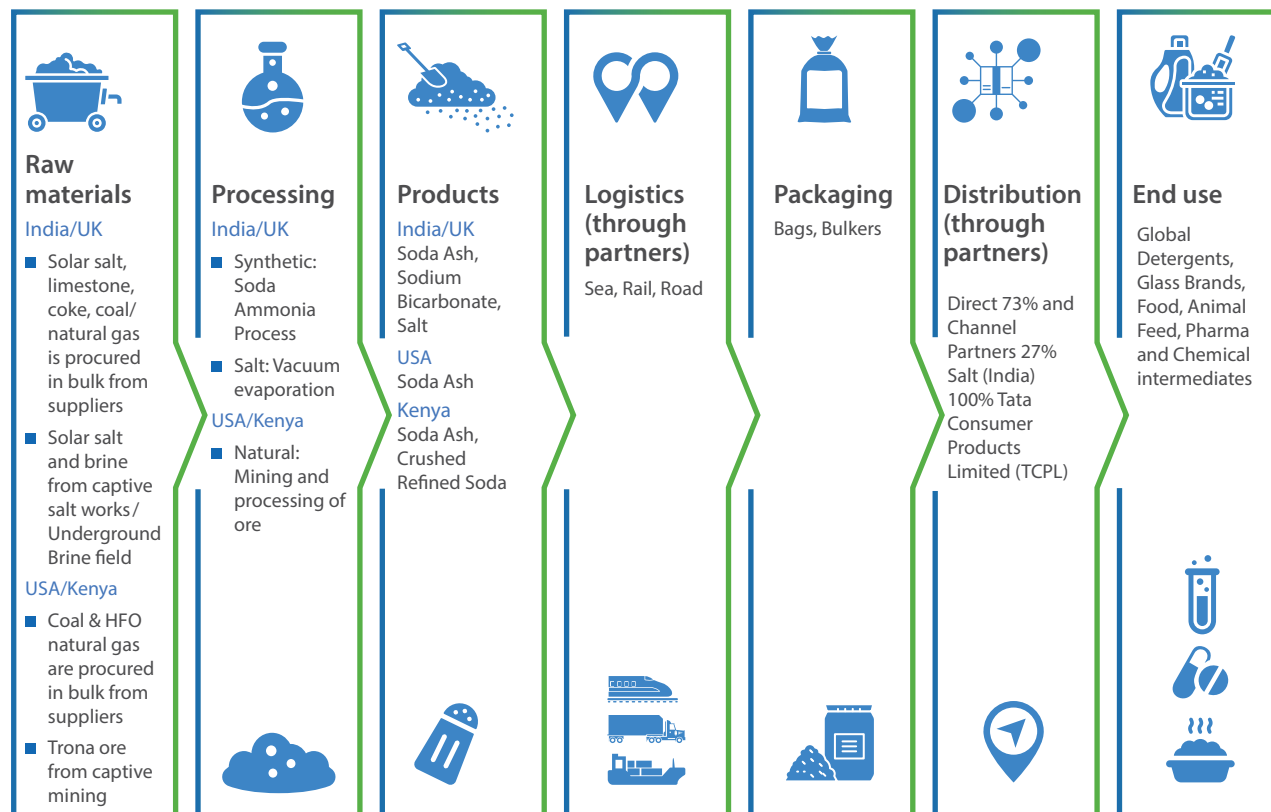 Raw
materials
India/UK
Solar salt,
limestone,
coke, coal/
natural gas
is procured
in bulk from
suppliers
Solar salt
and brine
from captive
salt works/
Underground
Brine field
USA/Kenya
Coal & HFO
natural gas
are procured
in bulk from
suppliers
Trona ore
from captive
mining
Processing
India/UK
Synthetic:
Soda
Ammonia
Process
Salt: Vacuum
evaporation
USA/Kenya
Natural:
Mining and
processing of
ore
Products
India/UK
Soda Ash,
Sodium
Bicarbonate,
Salt
USA
Soda Ash
Kenya
Soda Ash,
Crushed
Refined Soda
Logistics
(through
partners)
Sea, Rail, Road
Packaging
Bags, Bulkers
Distribution
(through
partners)
Direct 73% and
Channel
Partners 27%
Salt (India)
100% Tata
Consumer
Products
Limited (TCPL)
End use
Global
Detergents,
Glass Brands,
Food, Animal
Feed, Pharma
and Chemical
intermediates